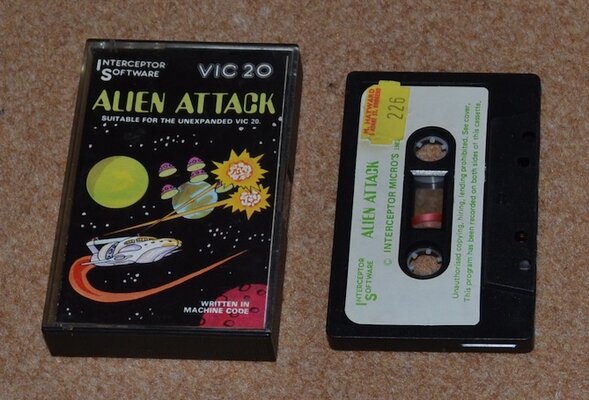 INTERCEPTOR
SOFTWARE
VIC 20
ALIEN ATTACK
SUITABLE FOR THE UNEXPANDED VIC 20.
WRITTEN IN
MACHINE CODE
M. HAYWARD
226
INTERCEPTOR
SOFTWARE
ALIEN ATTACK
© INTERCEPTOR MICRO'S
Unauthorised copying, hiring, lending prohibited. See cover.
This program has been recorded on both sides of this cassette.